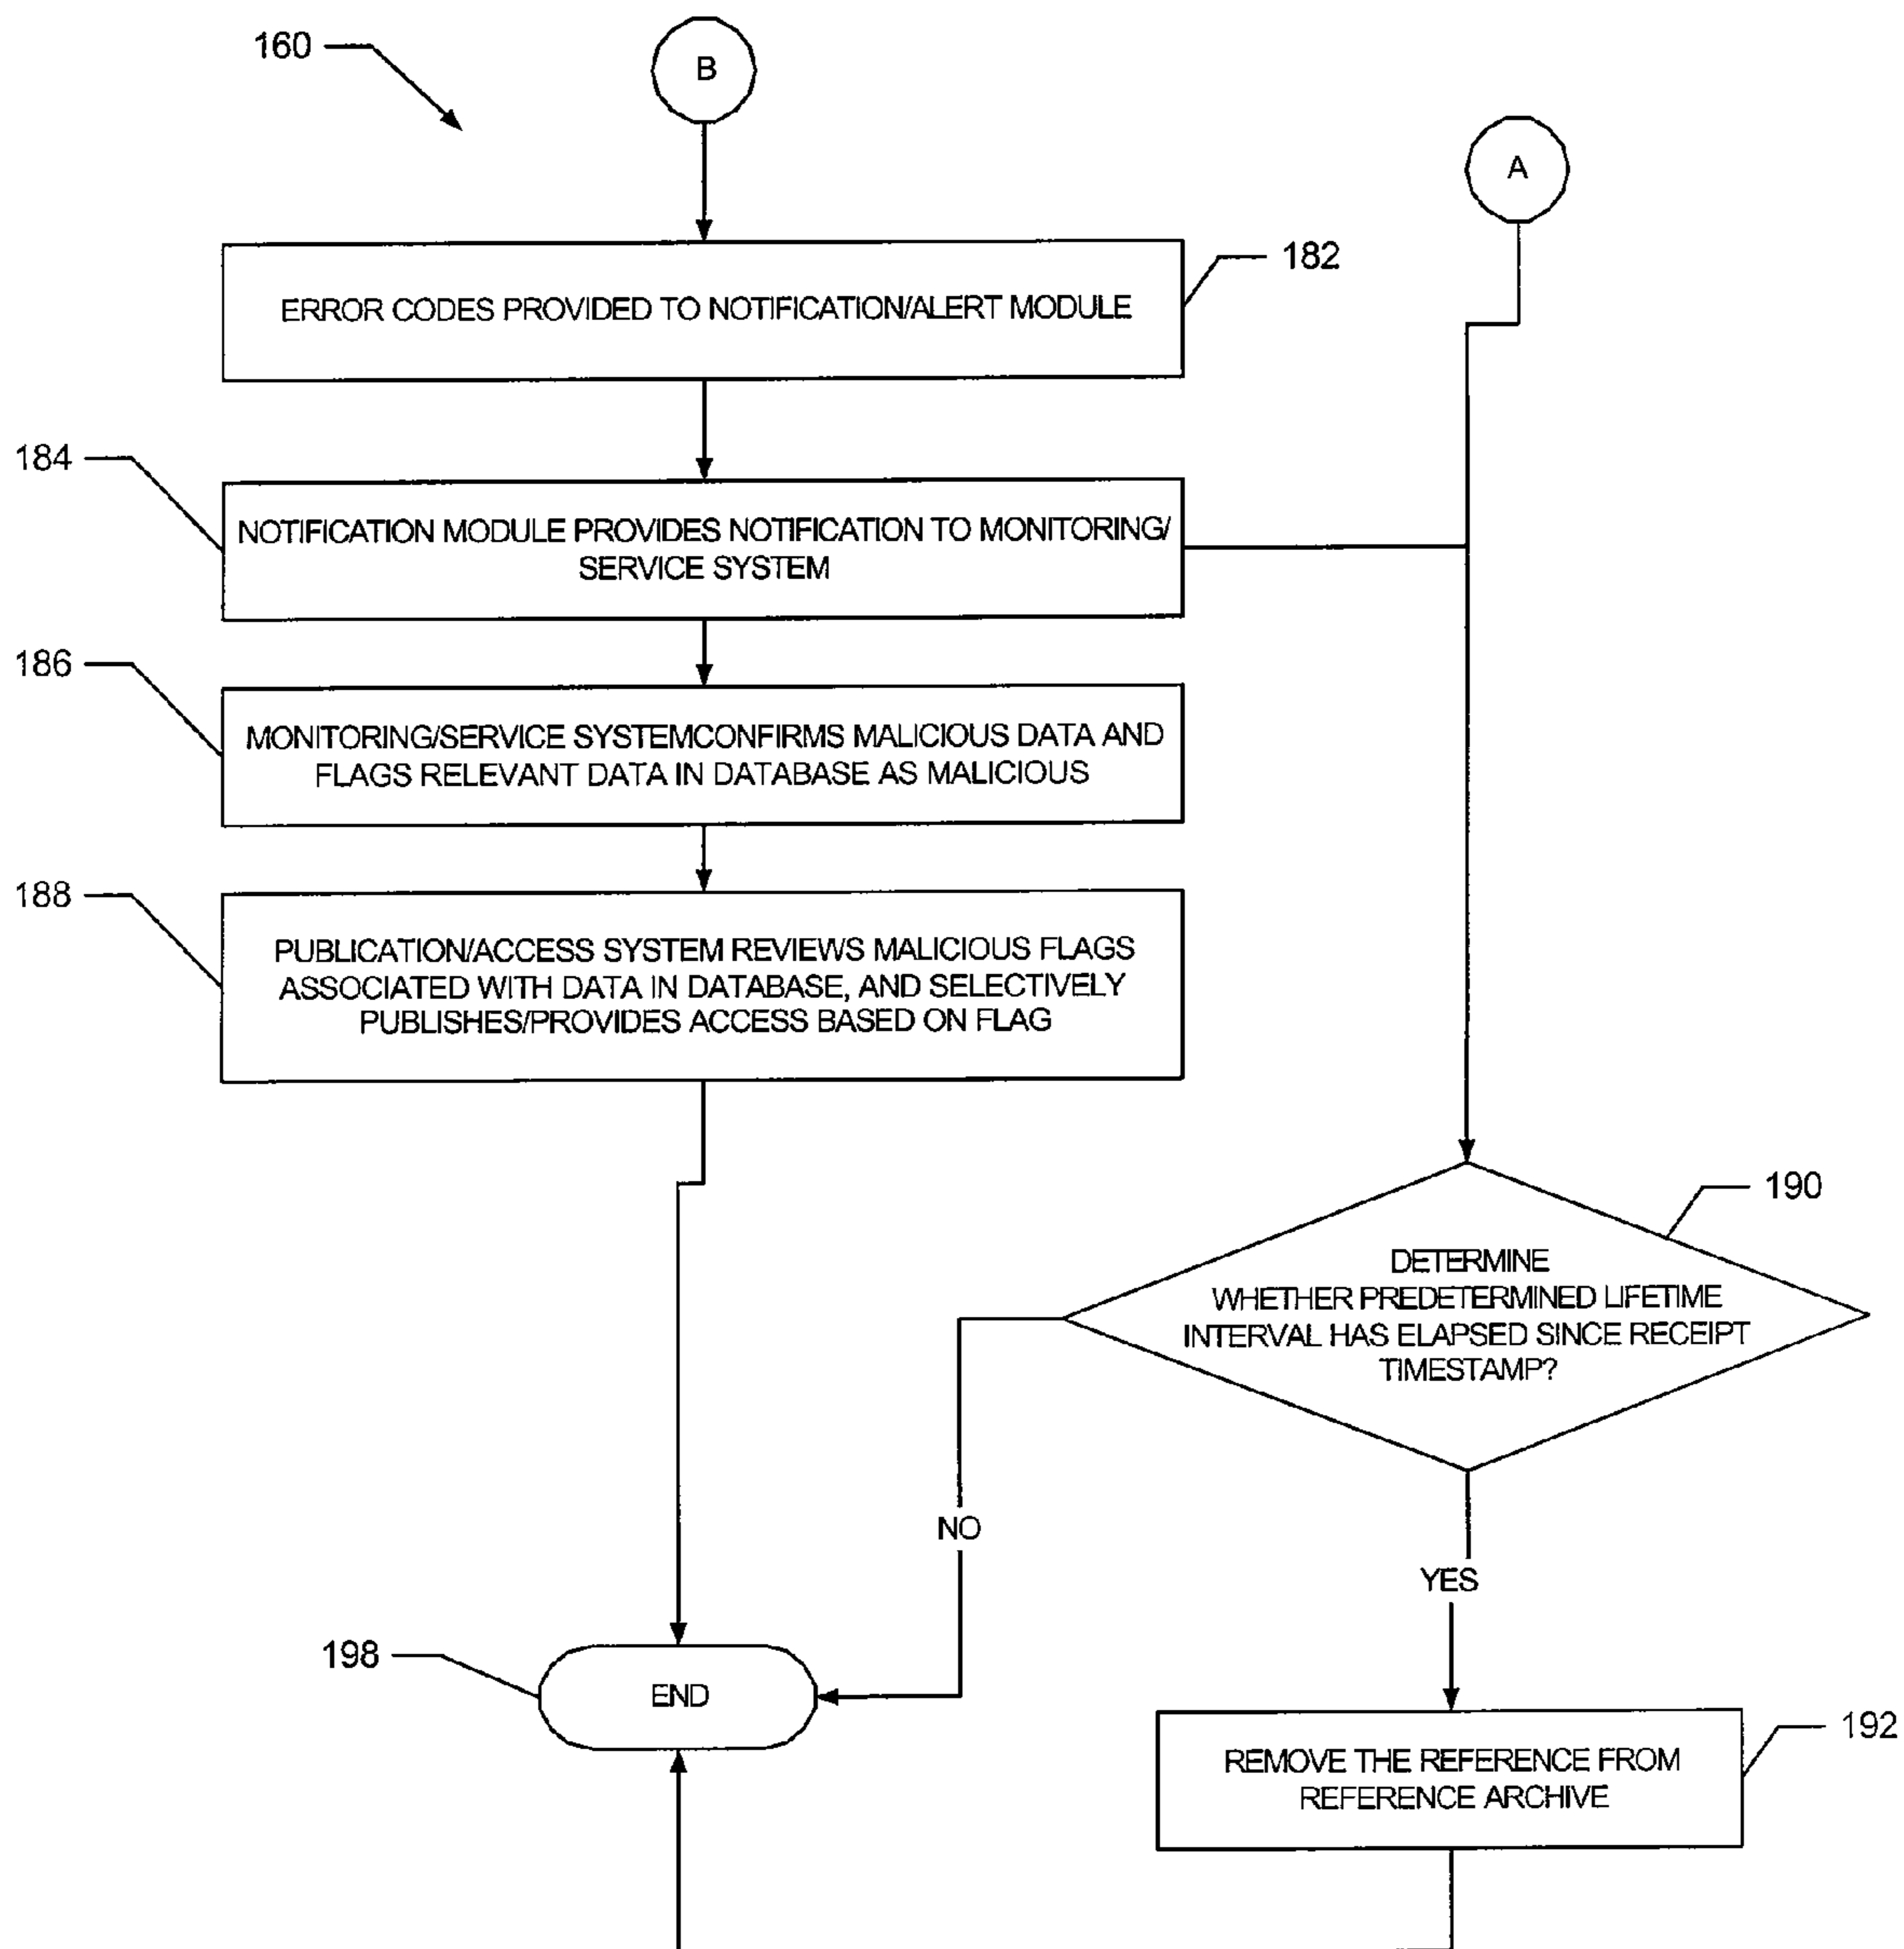 160
B
A
182
ERROR CODES PROVIDED TO NOTIFICATION/ALERT MODULE
184
NOTIFICATION MODULE PROVIDES NOTIFICATION TO MONITORING/
SERVICE SYSTEM
186
MONITORING/SERVICE SYSTEMCONFIRMS MALICIOUS DATA AND
FLAGS RELEVANT DATA IN DATABASE AS MALICIOUS
188
PUBLICATION/ACCESS SYSTEM REVIEWS MALICIOUS FLAGS
ASSOCIATED WITH DATA IN DATABASE, AND SELECTIVELY
PUBLISHES/PROVIDES ACCESS BASED ON FLAG
190
DETERMINE
WHETHER PREDETERMINED LIFETIME
INTERVAL HAS ELAPSED SINCE RECEIPT
TIMESTAMP?
NO
YES
198
END
192
REMOVE THE REFERENCE FROM
REFERENCE ARCHIVE